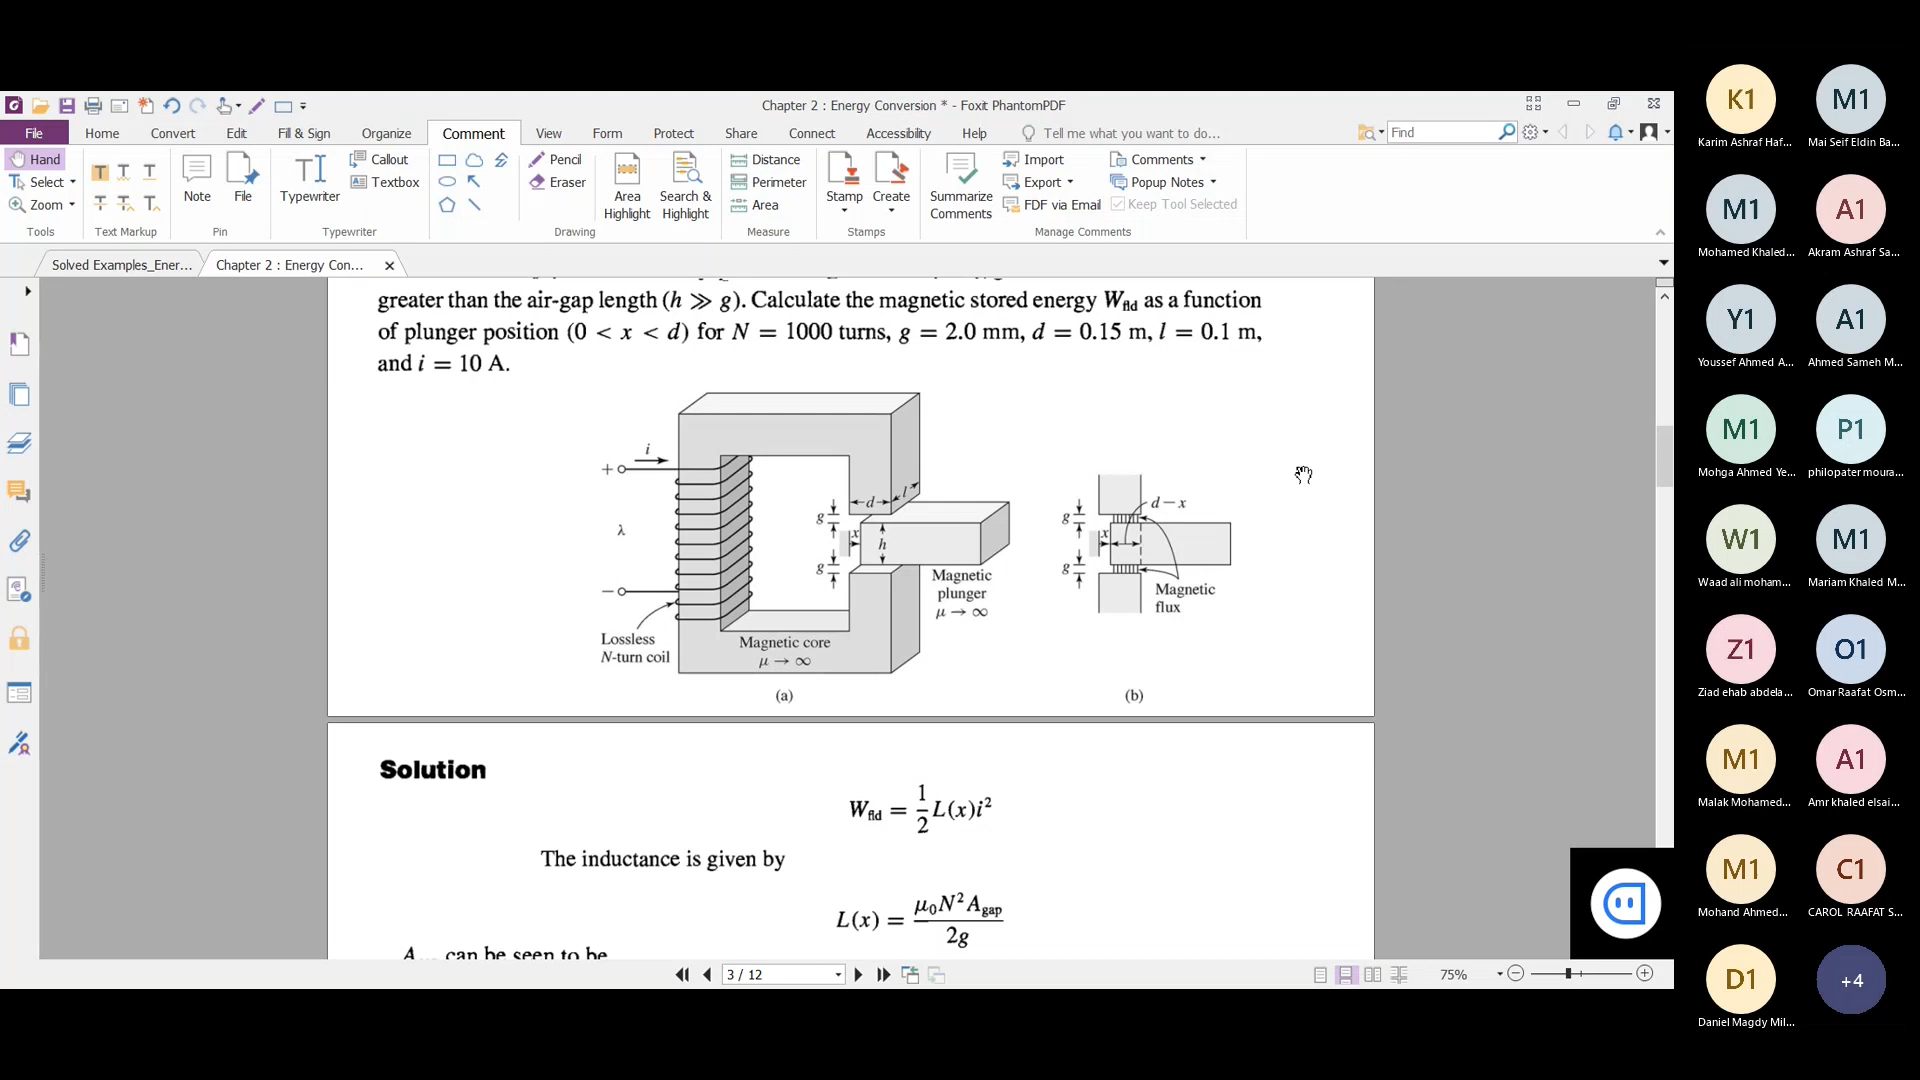 Chapter 2 : Energy Conversion * - Foxit PhantomPDF
File Home Convert Edit Fill & Sign Organize Comment View Form Protect Share Connect Accessibility Help Tell me what you want to do... Find
Hand
Select
Zoom
Tools
T T T
T T T
Text Markup
Note File
Pin
Typewriter
Callout
Textbox
Typewriter
Pencil
Eraser
Area
Highlight
Search &
Highlight
Drawing
Distance
Perimeter
Area
Measure
Stamp Create
Stamps
Summarize
Comments
Import
Export
FDF via Email
Comments
Popup Notes
Keep Tool Selected
Manage Comments
Solved Examples_Ener... Chapter 2 : Energy Con...
greater than the air-gap length (h ≫ g). Calculate the magnetic stored energy Wfld as a function
of plunger position (0 < x < d) for N = 1000 turns, g = 2.0 mm, d = 0.15 m, l = 0.1 m,
and i = 10 A.
i
+
λ
−
Lossless
N-turn coil
Magnetic core
μ → ∞
g
d
l
x
h
g
Magnetic
plunger
μ → ∞
(a)
g
x
d − x
g
Magnetic
flux
(b)
Solution
Wfld = 1/2 L(x)i²
The inductance is given by
L(x) = μ₀N²Agap / 2g
can be seen to be
3 / 12
75%
K1
Karim Ashraf Haf...
M1
Mai Seif Eldin Ba...
M1
Mohamed Khaled...
A1
Akram Ashraf Sa...
Y1
Youssef Ahmed A...
A1
Ahmed Sameh M...
M1
Mohga Ahmed Ye...
P1
philopater moura...
W1
Waad ali moham...
M1
Mariam Khaled M...
Z1
Ziad ehab abdela...
O1
Omar Raafat Osm...
M1
Malak Mohamed...
A1
Amr khaled elsai...
M1
Mohand Ahmed...
C1
CAROL RAAFAT S...
D1
Daniel Magdy Mil...
+4